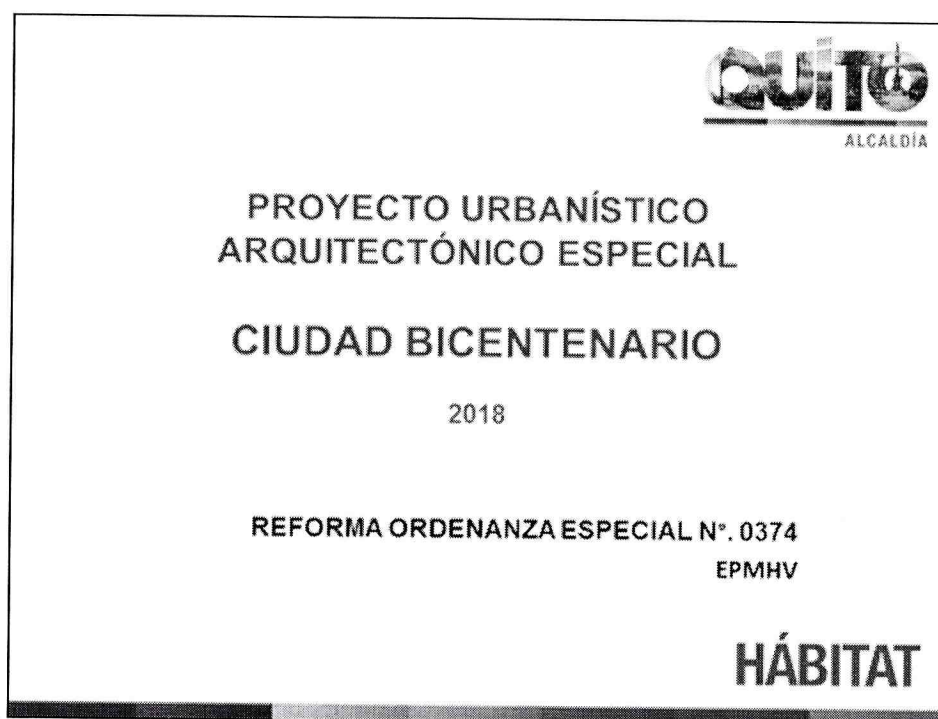 QUITO
ALCALDÍA
PROYECTO URBANÍSTICO
ARQUITECTÓNICO ESPECIAL
CIUDAD BICENTENARIO
2018
REFORMA ORDENANZA ESPECIAL N°. 0374
EPMHV
HÁBITAT